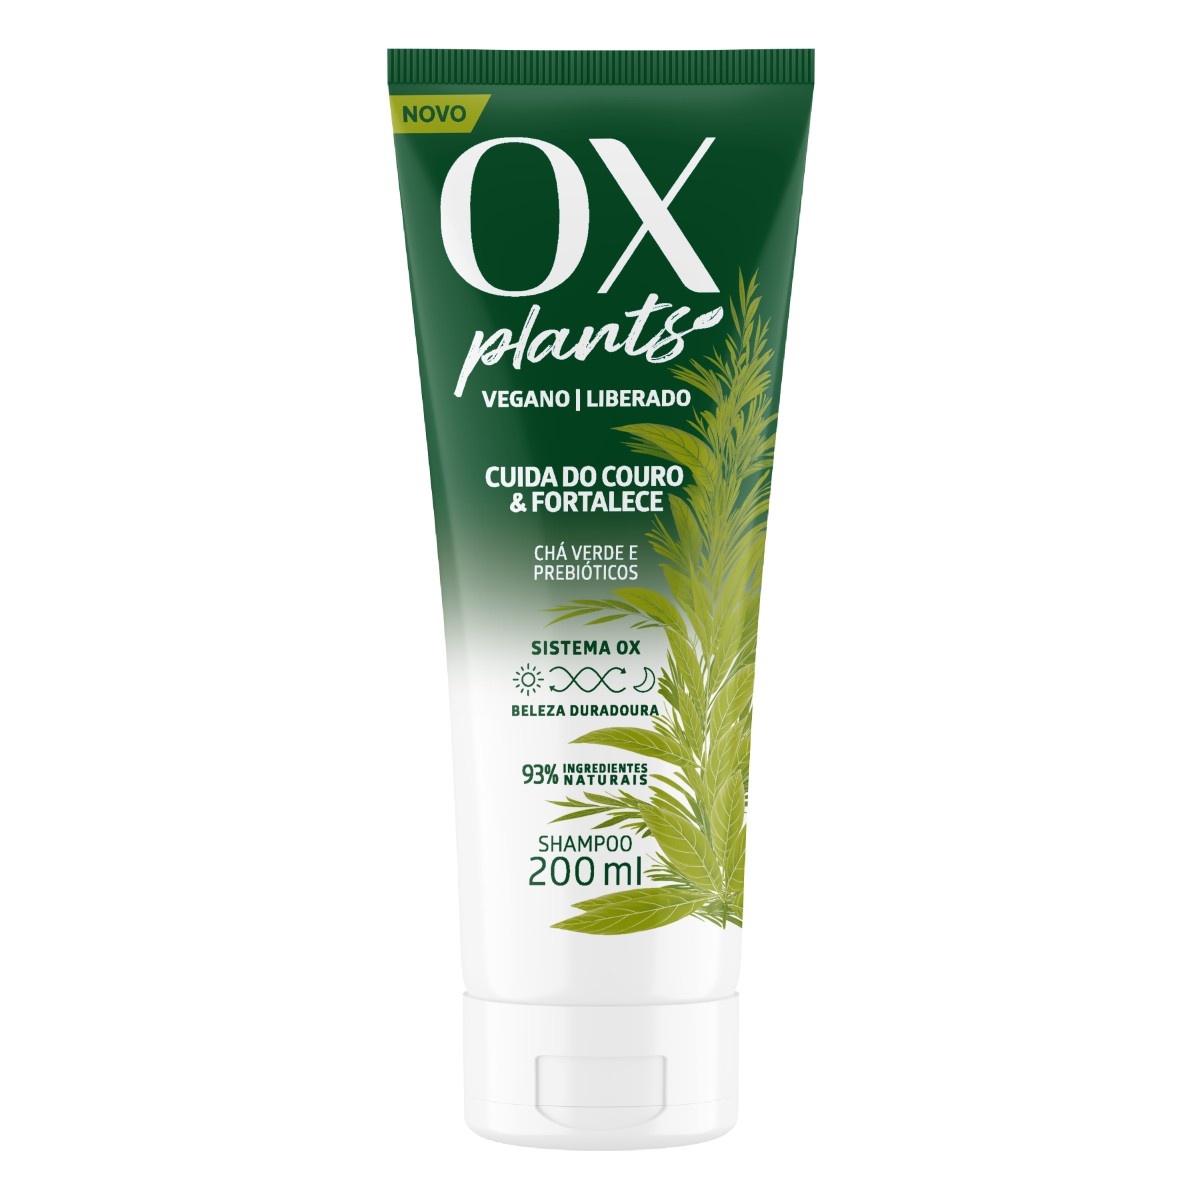 NOVO
OX
plants
VEGANO | LIBERADO
CUIDA DO COURO
& FORTALECE
CHÁ VERDE E
PREBIÓTICOS
SISTEMA OX
BELEZA DURADOURA
93% INGREDIENTES
NATURAIS
SHAMPOO
200 ml